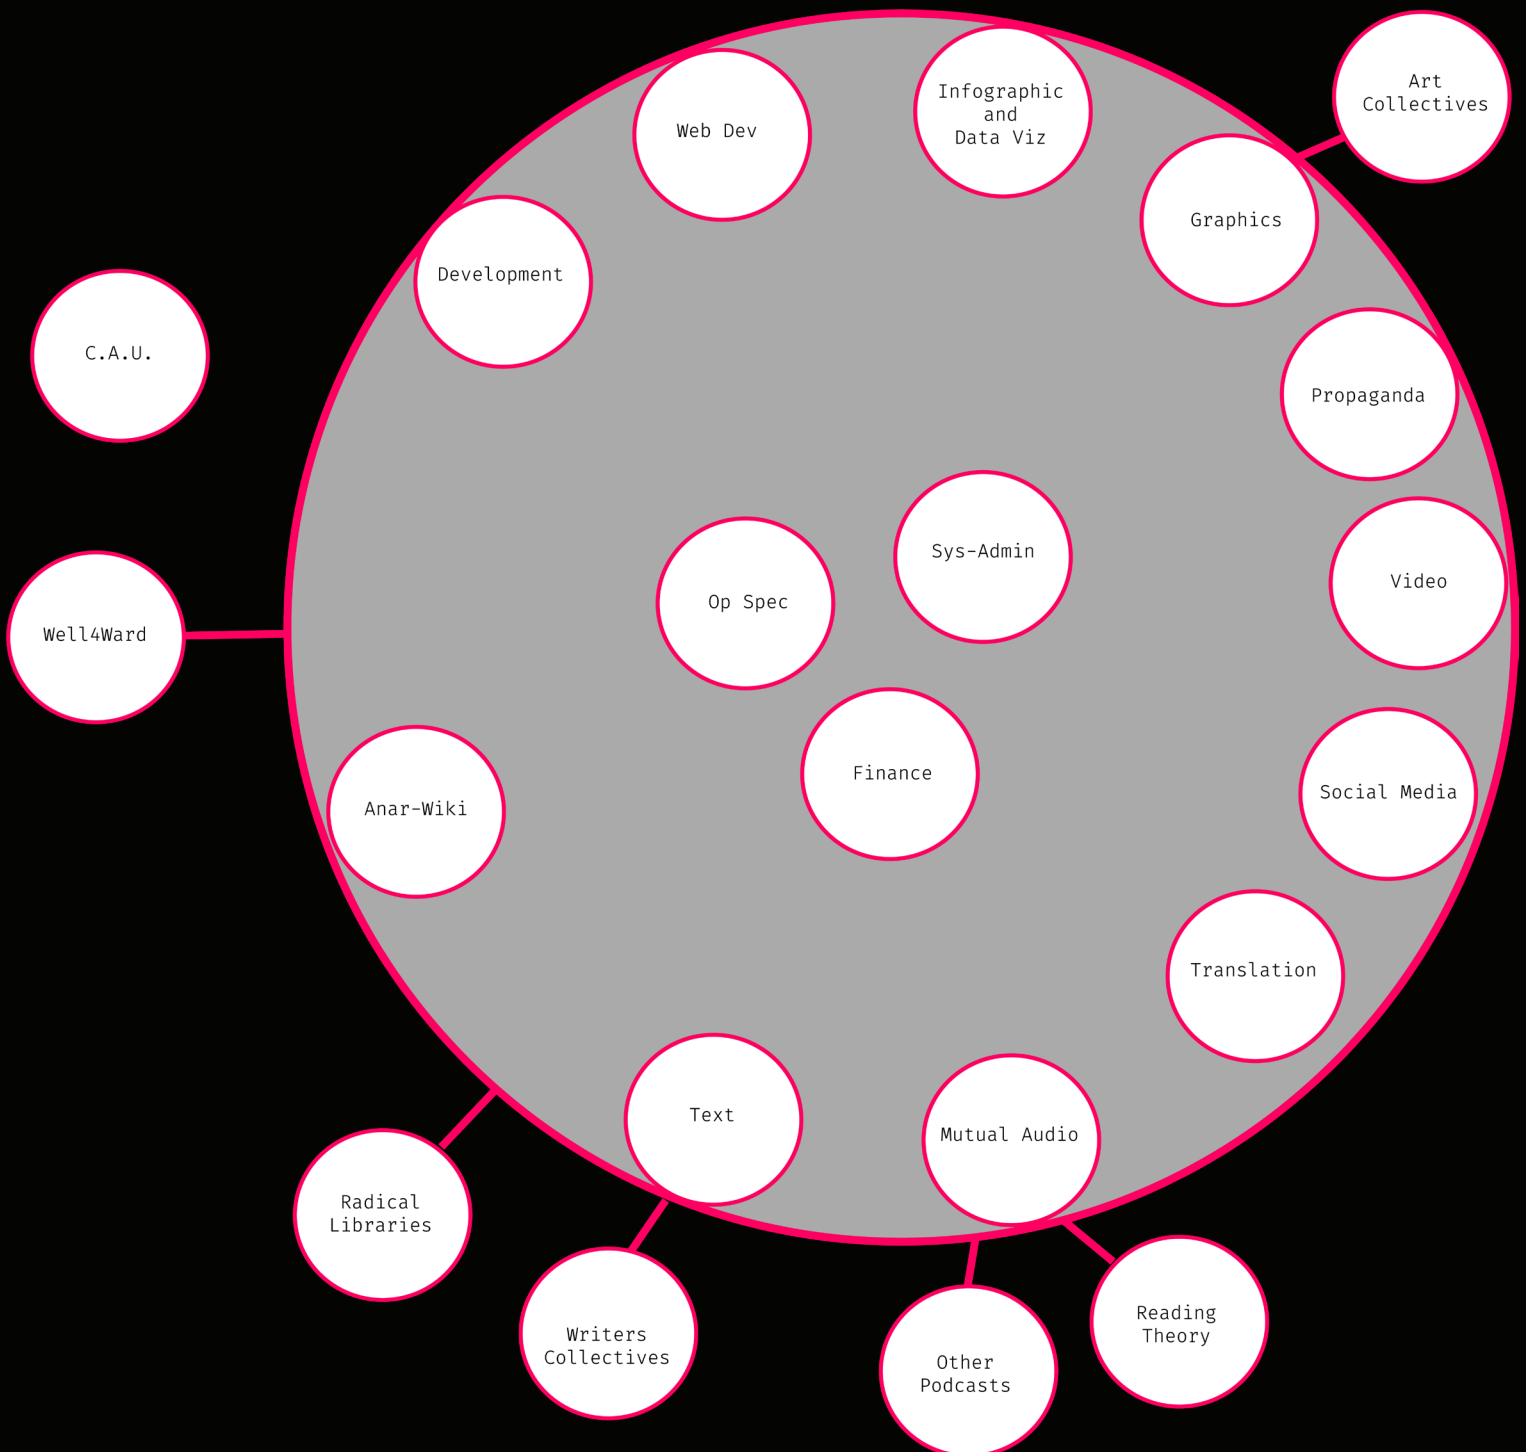 Art
Collectives
Infographic
and
Data Viz
Web Dev
Graphics
Development
C.A.U.
Propaganda
Sys-Admin
Video
Op Spec
Well4Ward
Finance
Social Media
Anar-Wiki
Translation
Text
Mutual Audio
Radical
Libraries
Reading
Theory
Writers
Collectives
Other
Podcasts